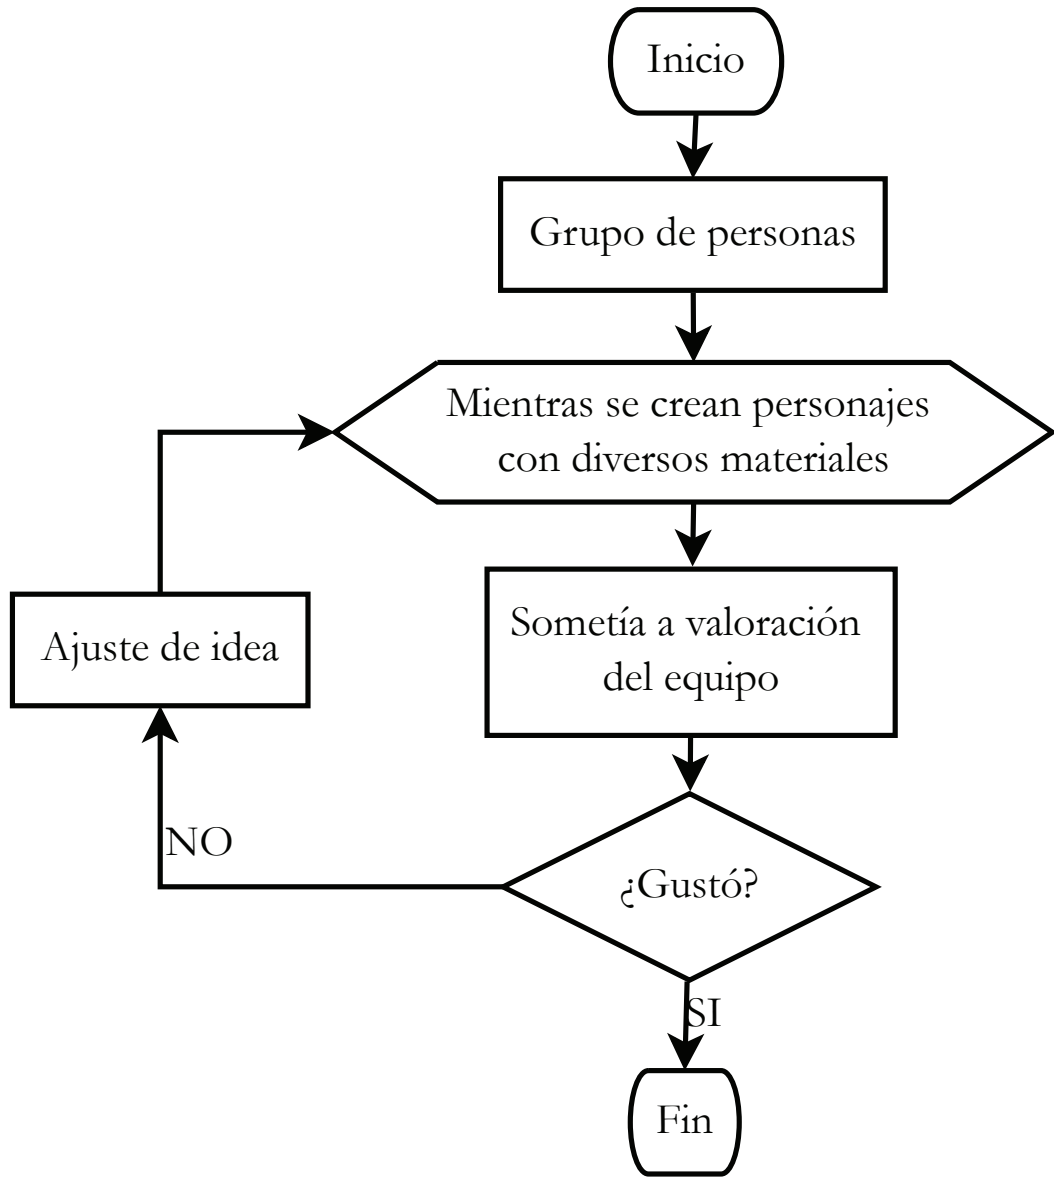 Inicio
Grupo de personas
Mientras se crean personajes
con diversos materiales
Sometía a valoración
del equipo
Ajuste de idea
NO
¿Gustó?
SI
Fin